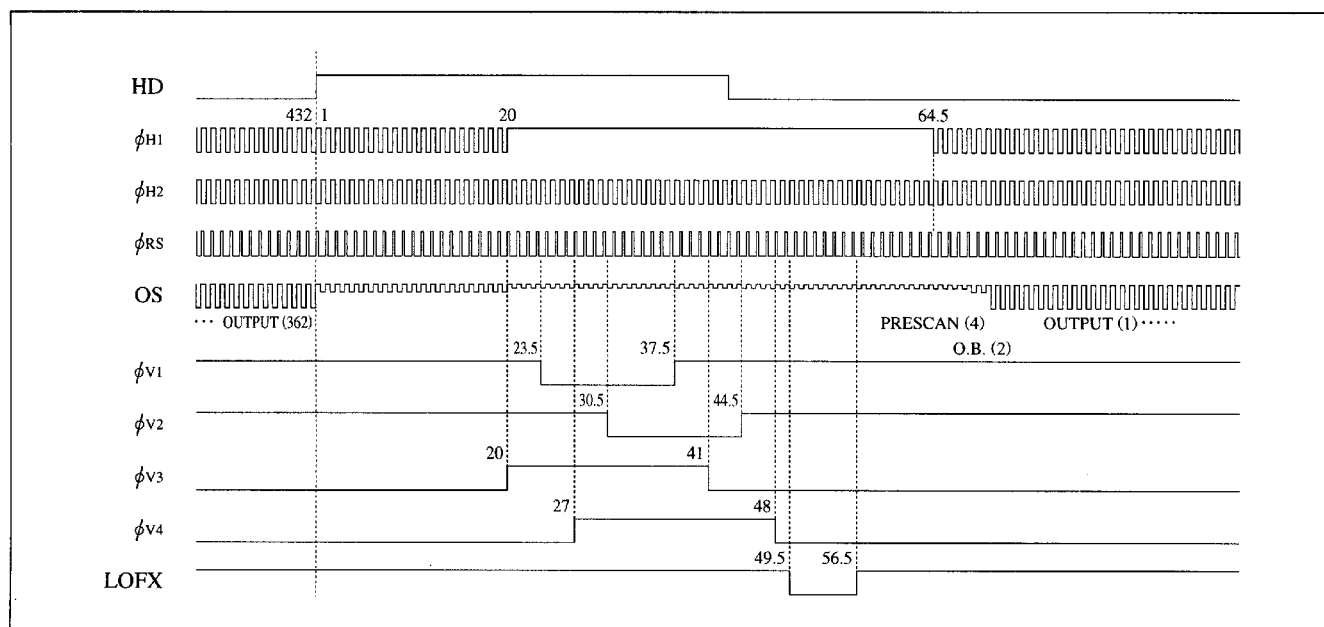 HD
432 1 20 64.5
ϕH1
ϕH2
ϕRS
OS
··· OUTPUT (362) PRESCAN (4) OUTPUT (1) ·····
O.B. (2)
23.5 37.5
ϕV1
30.5 44.5
ϕV2
20 41
ϕV3
27 48
ϕV4
49.5 56.5
LOFX